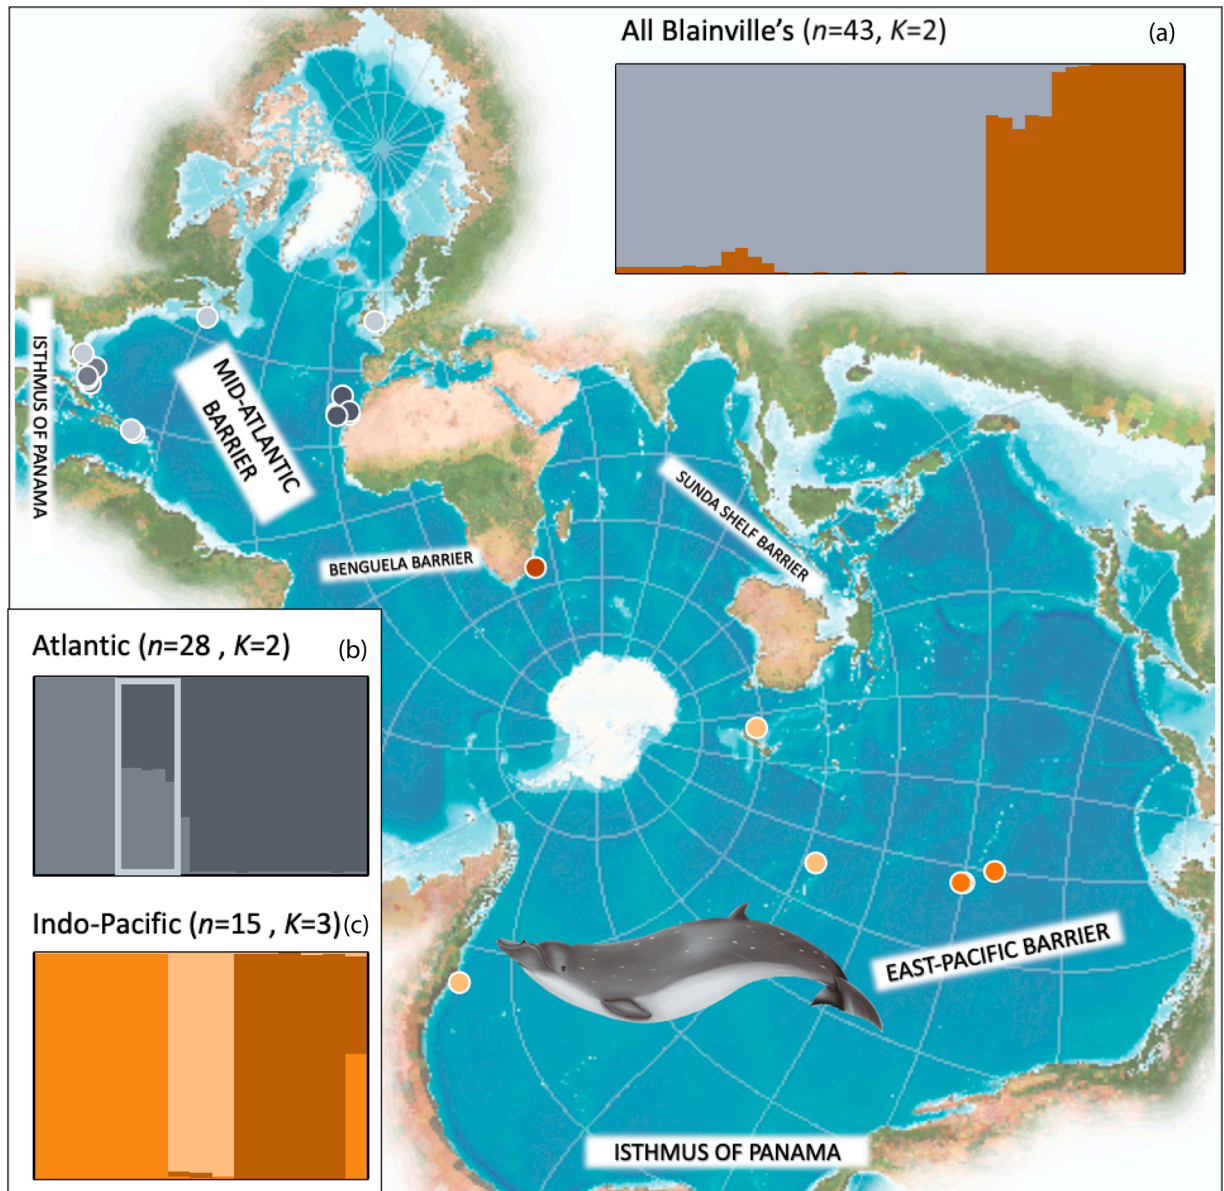 All Blainville's (n=43, K=2)
(a)
ISTHMUS OF PANAMA
MID-ATLANTIC
BARRIER
SUNDA SHELF BARRIER
BENGUELA BARRIER
Atlantic (n=28 , K=2)
(b)
Indo-Pacific (n=15 , K=3)
(c)
EAST-PACIFIC BARRIER
ISTHMUS OF PANAMA